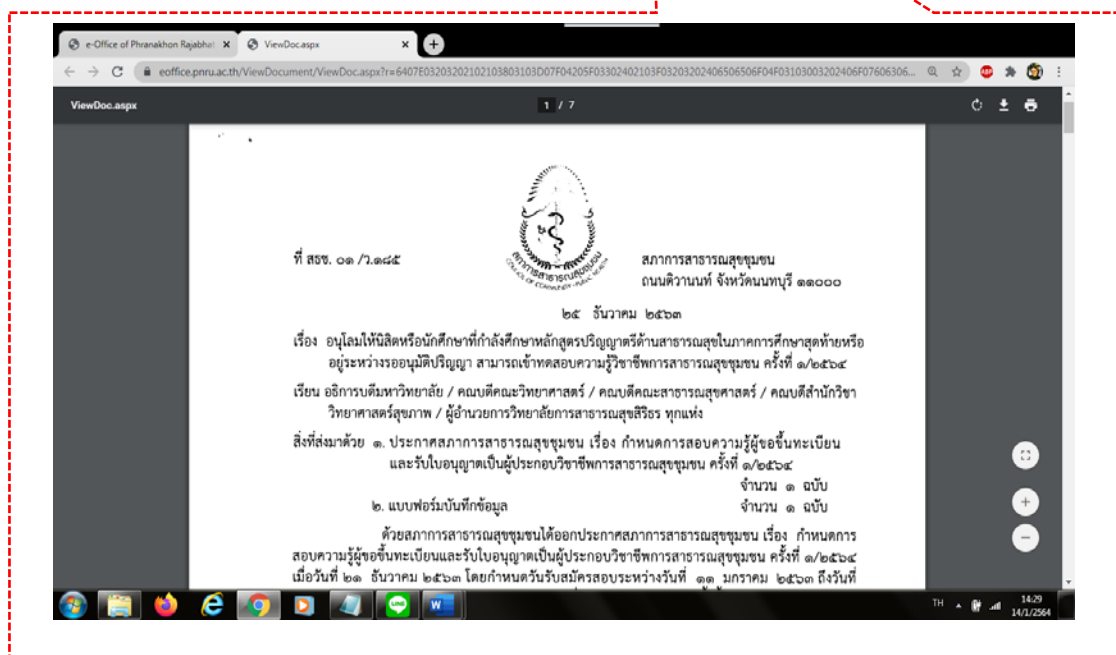 e-Office of Phranakhon Rajabhat
ViewDoc.aspx
eoffice.pnru.ac.th/ViewDocument/ViewDoc.aspx?r=6407E03203202102103803103D07F04205F03302402103F03203202406506506F04F03103003202406F07606306...
ABP
ViewDoc.aspx
1 / 7
สภาการสาธารณสุขชุมชน
COUNCIL OF COMMUNITY PUBLIC HEALTH
ที่ สธช. ๐๑ /ว.๑๘๕
สภาการสาธารณสุขชุมชน
ถนนติวานนท์ จังหวัดนนทบุรี ๑๑๐๐๐
๒๕ ธันวาคม ๒๕๖๓
เรื่อง อนุโลมให้นิสิตหรือนักศึกษาที่กำลังศึกษาหลักสูตรปริญญาตรีด้านสาธารณสุขในภาคการศึกษาสุดท้ายหรือ
อยู่ระหว่างรออนุมัติปริญญา สามารถเข้าทดสอบความรู้วิชาชีพการสาธารณสุขชุมชน ครั้งที่ ๑/๒๕๖๔
เรียน อธิการบดีมหาวิทยาลัย / คณบดีคณะวิทยาศาสตร์ / คณบดีคณะสาธารณสุขศาสตร์ / คณบดีสำนักวิชา
วิทยาศาสตร์สุขภาพ / ผู้อำนวยการวิทยาลัยการสาธารณสุขสิรินธร ทุกแห่ง
สิ่งที่ส่งมาด้วย ๑. ประกาศสภาการสาธารณสุขชุมชน เรื่อง กำหนดการสอบความรู้ผู้ขอขึ้นทะเบียน
และรับใบอนุญาตเป็นผู้ประกอบวิชาชีพการสาธารณสุขชุมชน ครั้งที่ ๑/๒๕๖๔
จำนวน ๑ ฉบับ
๒. แบบฟอร์มบันทึกข้อมูล จำนวน ๑ ฉบับ
ด้วยสภาการสาธารณสุขชุมชนได้ออกประกาศสภาการสาธารณสุขชุมชน เรื่อง กำหนดการ
สอบความรู้ผู้ขอขึ้นทะเบียนและรับใบอนุญาตเป็นผู้ประกอบวิชาชีพการสาธารณสุขชุมชน ครั้งที่ ๑/๒๕๖๔
เมื่อวันที่ ๒๑ ธันวาคม ๒๕๖๓ โดยกำหนดวันรับสมัครสอบระหว่างวันที่ ๑๑ มกราคม ๒๕๖๓ ถึงวันที่
TH
14:29
14/1/2564